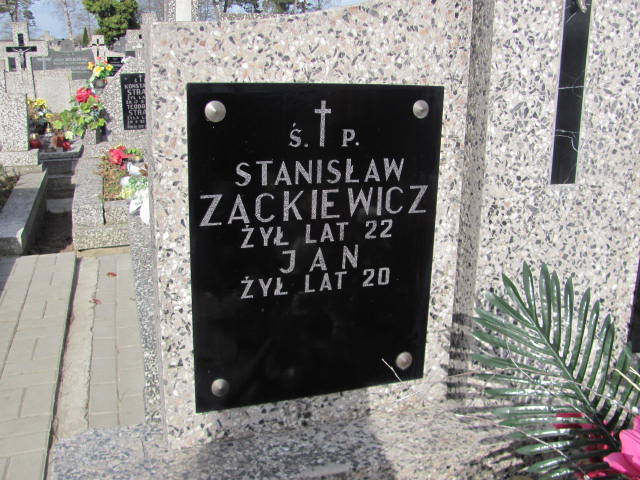 Ś. P.
STANISŁAW
ZĄCKIEWICZ
ŻYŁ LAT 22
JAN
ŻYŁ LAT 20